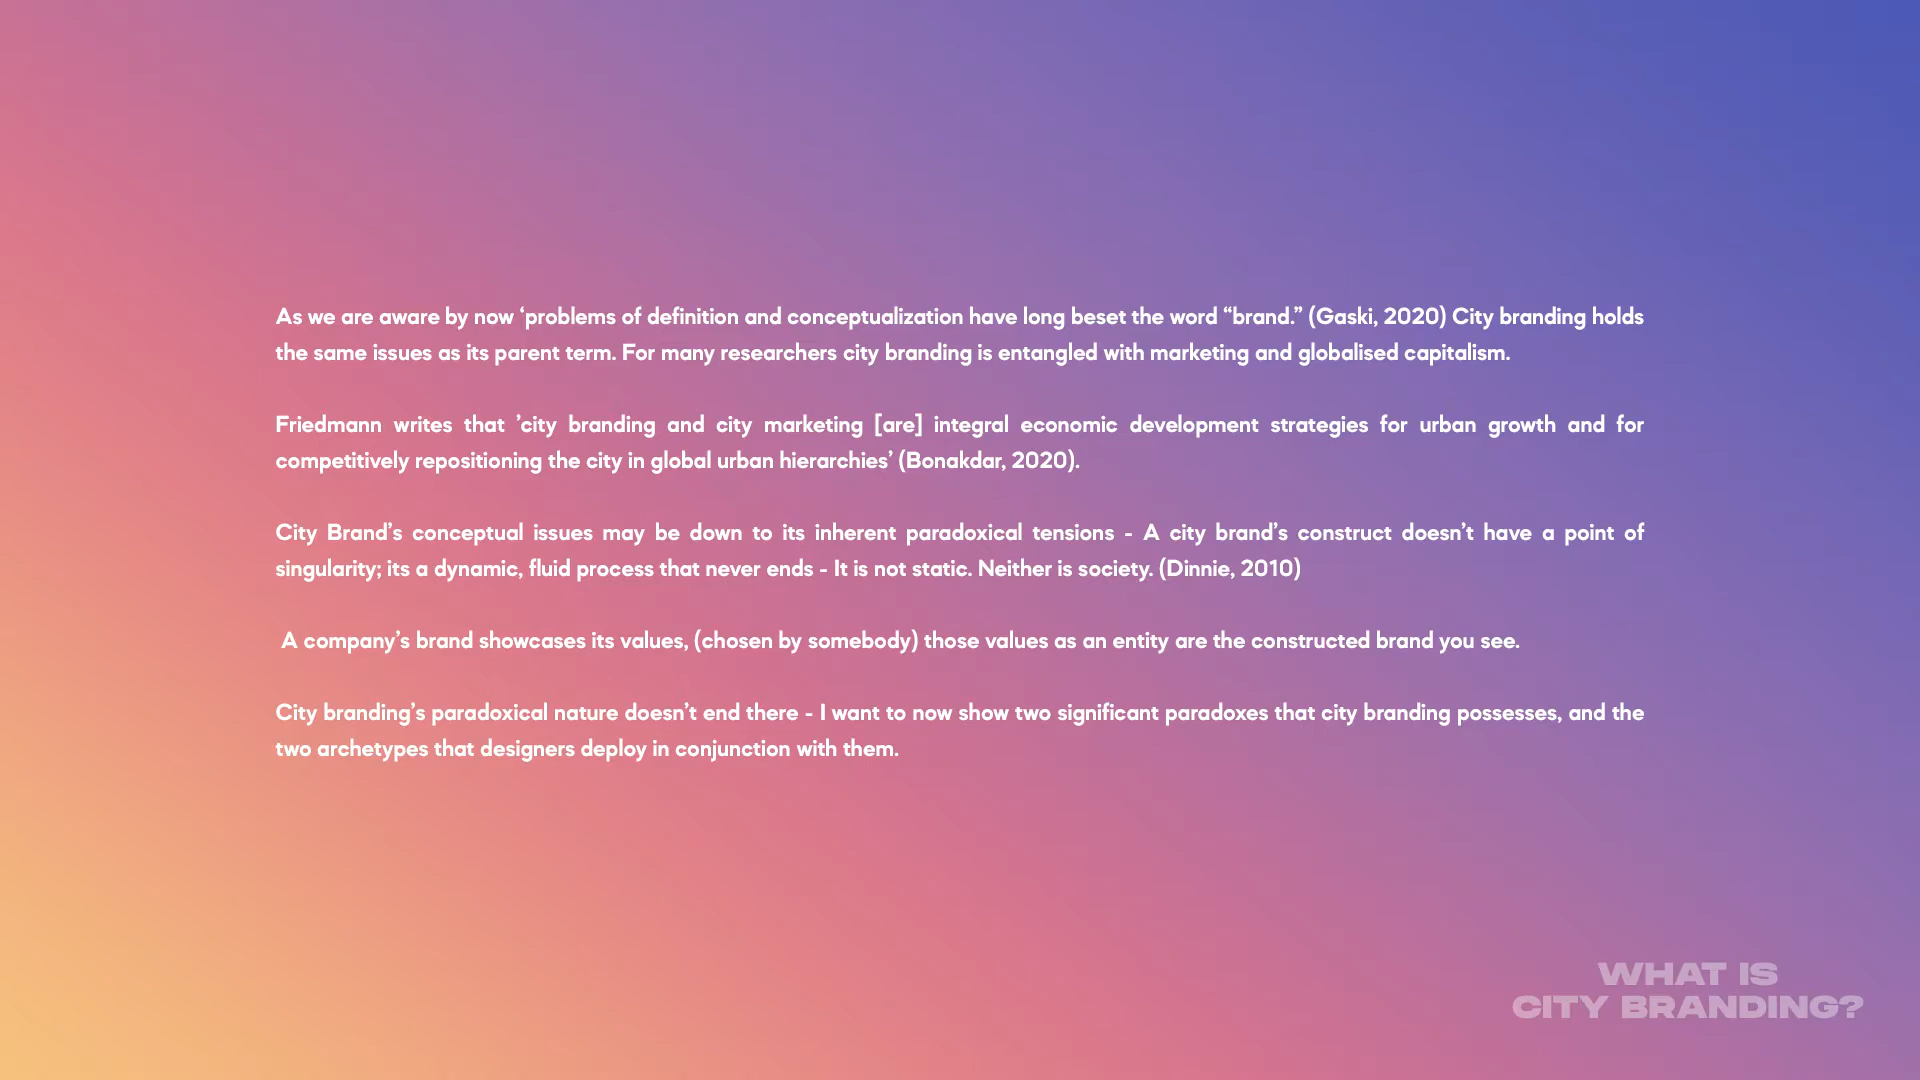 As we are aware by now ‘problems of definition and conceptualization have long beset the word “brand.” (Gaski, 2020) City branding holds
the same issues as its parent term. For many researchers city branding is entangled with marketing and globalised capitalism.
Friedmann writes that ’city branding and city marketing [are] integral economic development strategies for urban growth and for
competitively repositioning the city in global urban hierarchies’ (Bonakdar, 2020).
City Brand’s conceptual issues may be down to its inherent paradoxical tensions - A city brand’s construct doesn’t have a point of
singularity; its a dynamic, fluid process that never ends - It is not static. Neither is society. (Dinnie, 2010)
A company’s brand showcases its values, (chosen by somebody) those values as an entity are the constructed brand you see.
City branding’s paradoxical nature doesn’t end there - I want to now show two significant paradoxes that city branding possesses, and the
two archetypes that designers deploy in conjunction with them.
WHAT IS
CITY BRANDING?